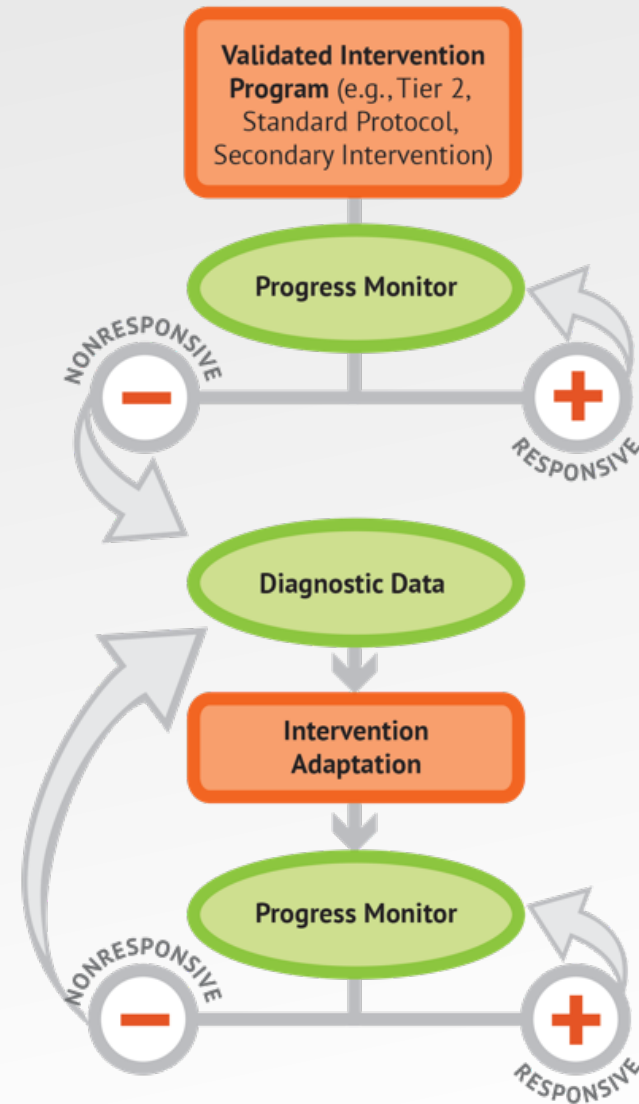 Validated Intervention
Program (e.g., Tier 2,
Standard Protocol,
Secondary Intervention)
Progress Monitor
NONRESPONSIVE
RESPONSIVE
Diagnostic Data
Intervention
Adaptation
Progress Monitor
NONRESPONSIVE
RESPONSIVE